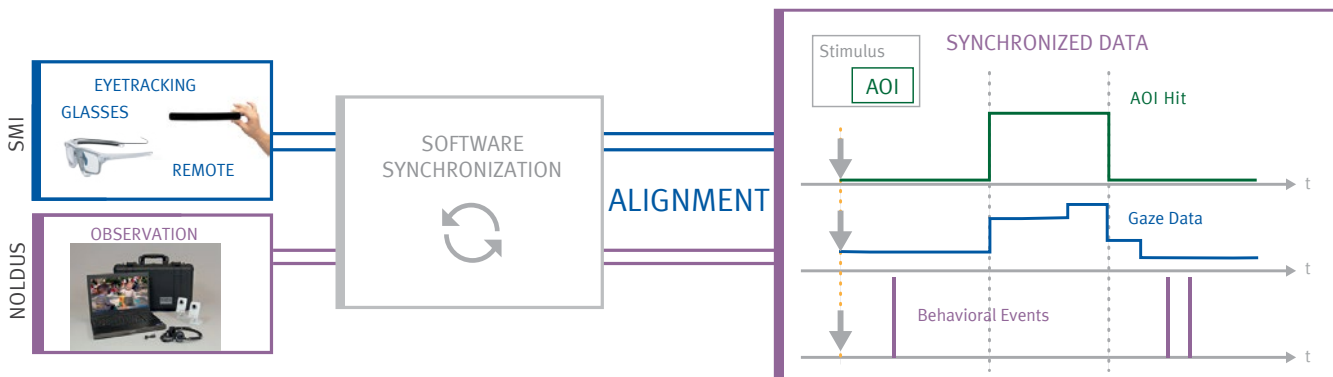 SMI
EYETRACKING
GLASSES
REMOTE
NOLDUS
OBSERVATION
SOFTWARE
SYNCHRONIZATION
ALIGNMENT
SYNCHRONIZED DATA
Stimulus
AOI
AOI Hit
t
Gaze Data
t
Behavioral Events
t